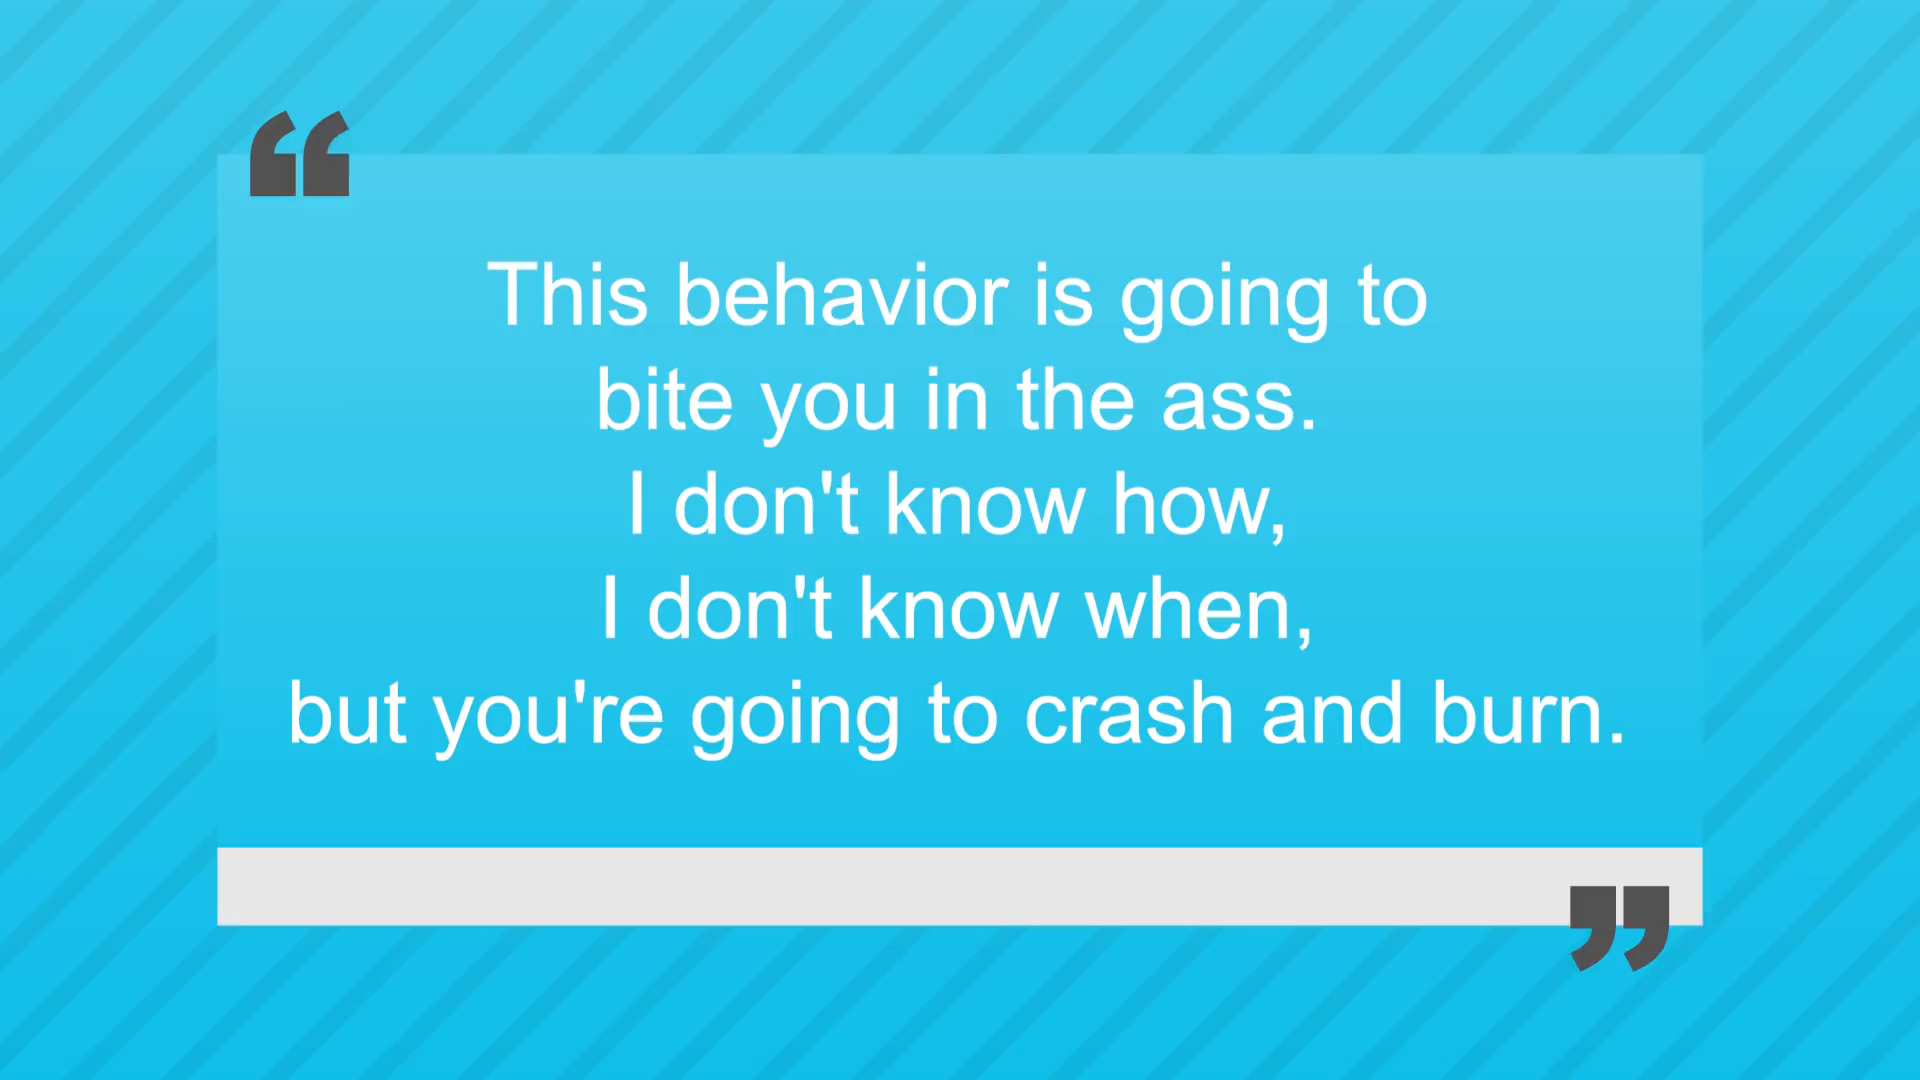 “
This behavior is going to
bite you in the ass.
I don't know how,
I don't know when,
but you're going to crash and burn.
”